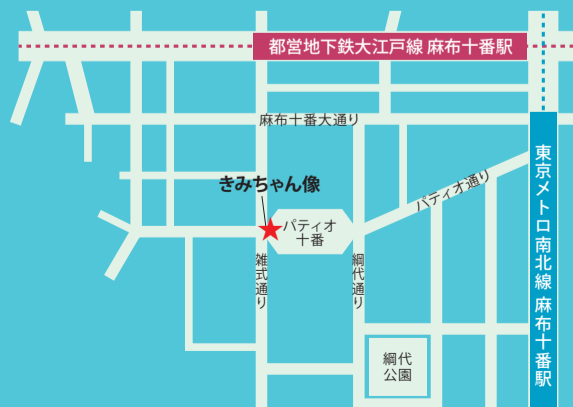 都営地下鉄大江戸線 麻布十番駅
麻布十番大通り
東京メトロ南北線 麻布十番駅
パティオ通り
きみちゃん像
パティオ
十番
雑式通り
綱代通り
綱代
公園